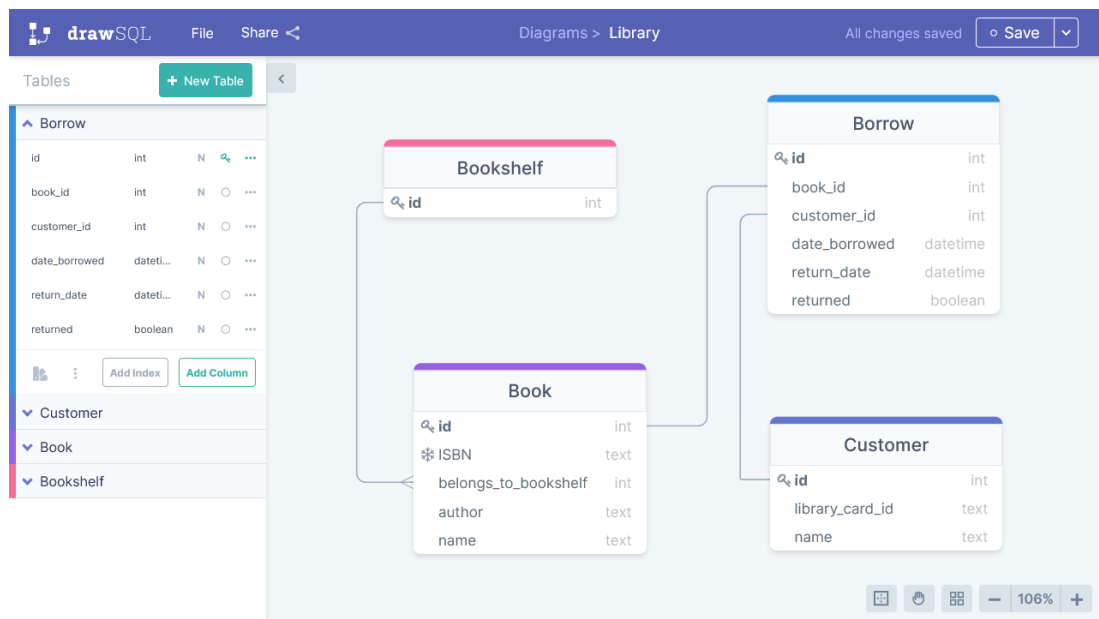 drawSQL File Share Diagrams > Library All changes saved Save
Tables + New Table
Borrow
id int N
book_id int N
customer_id int N
date_borrowed dateti... N
return_date dateti... N
returned boolean N
Add Index Add Column
Customer
Book
Bookshelf
Bookshelf
id int
Borrow
id int
book_id int
customer_id int
date_borrowed datetime
return_date datetime
returned boolean
Book
id int
ISBN text
belongs_to_bookshelf int
author text
name text
Customer
id int
library_card_id text
name text
106%